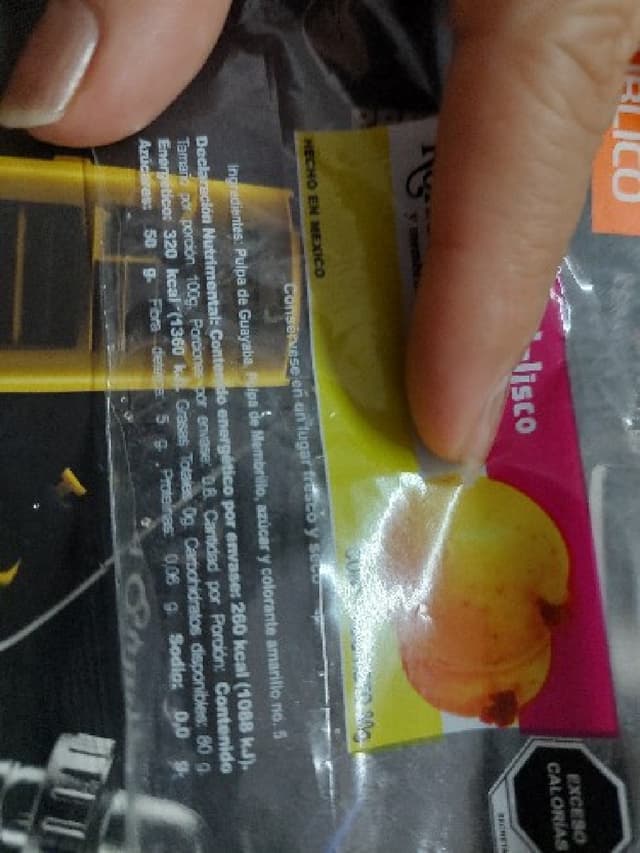 ELICO
Jalisco
HECHO EN MEXICO
Consérvese en un lugar fresco y seco
Ingredientes: Pulpa de Guayaba, Pulpa de Membrillo, azúcar y colorante amarillo no. 5
Declaración Nutrimental: Contenido energético por envase: 260 kcal (1088 kJ).
Tamaño por porción 100g, Porciones por envase: 0.8, Cantidad por Porción: Contenido
Energético: 320 kcal (1360 kJ), Grasas Totales 0g, Carbohidratos disponibles: 80 g.
Azúcares: 50 g. Fibra dietética: 5 g. Proteínas: 0.06 g. Sodio: 0.0 g.
EXCESO
CALORÍAS